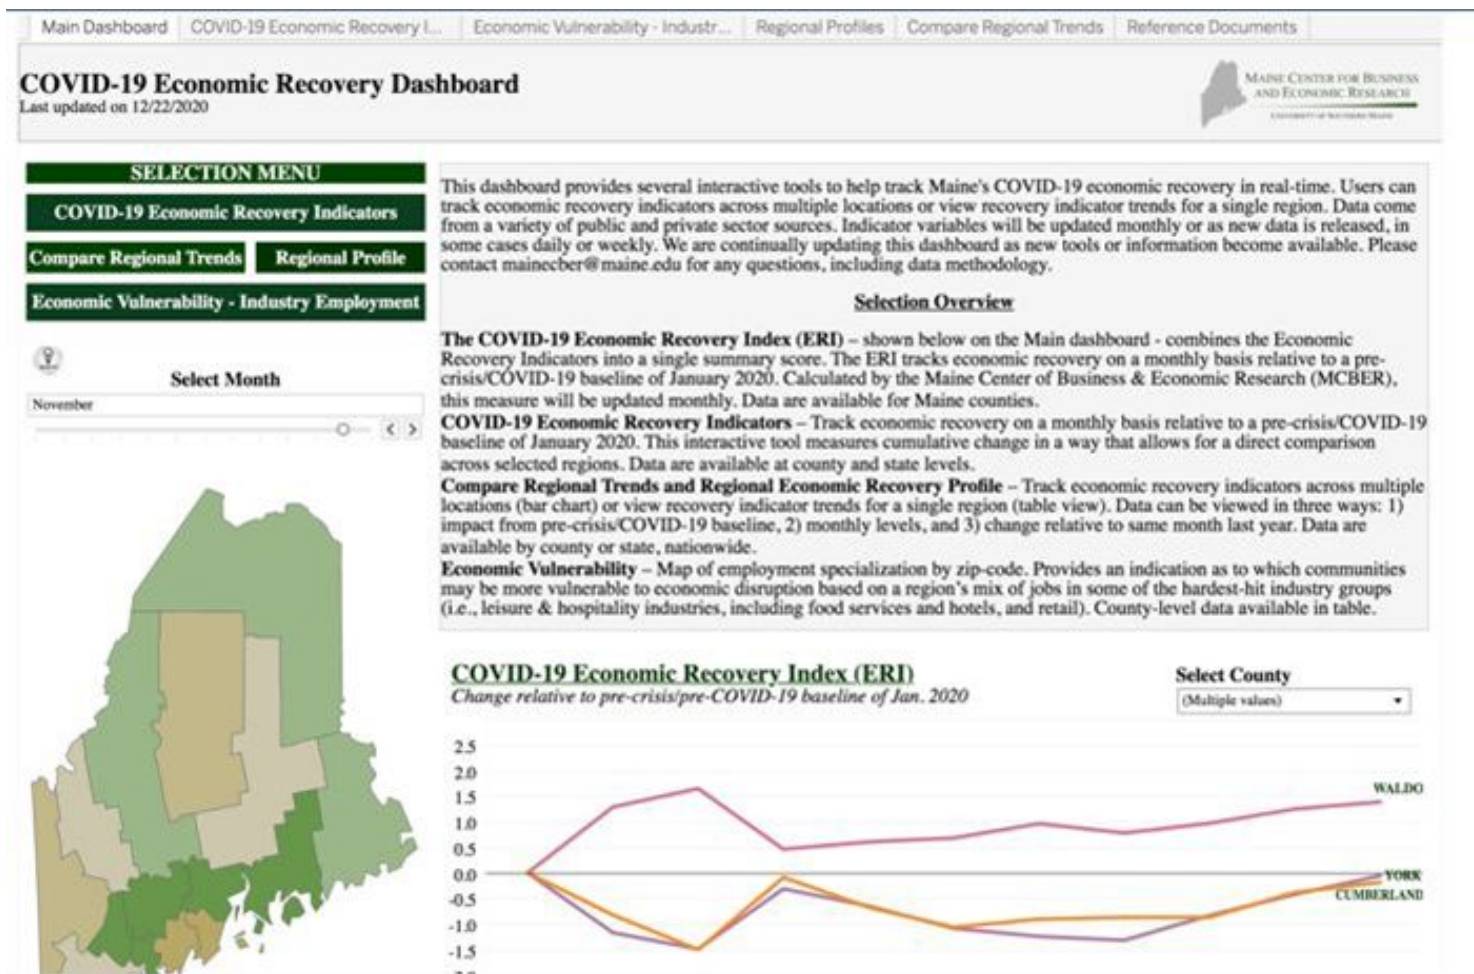 Main Dashboard
COVID-19 Economic Recovery I...
Economic Vulnerability - Industr...
Regional Profiles
Compare Regional Trends
Reference Documents
COVID-19 Economic Recovery Dashboard
Last updated on 12/22/2020
MAINE CENTER FOR BUSINESS
AND ECONOMIC RESEARCH
UNIVERSITY OF SOUTHERN MAINE
SELECTION MENU
COVID-19 Economic Recovery Indicators
Compare Regional Trends
Regional Profile
Economic Vulnerability - Industry Employment
Select Month
November
This dashboard provides several interactive tools to help track Maine's COVID-19 economic recovery in real-time. Users can
track economic recovery indicators across multiple locations or view recovery indicator trends for a single region. Data come
from a variety of public and private sector sources. Indicator variables will be updated monthly or as new data is released, in
some cases daily or weekly. We are continually updating this dashboard as new tools or information become available. Please
contact mainecber@maine.edu for any questions, including data methodology.
Selection Overview
The COVID-19 Economic Recovery Index (ERI) – shown below on the Main dashboard - combines the Economic
Recovery Indicators into a single summary score. The ERI tracks economic recovery on a monthly basis relative to a pre-
crisis/COVID-19 baseline of January 2020. Calculated by the Maine Center of Business & Economic Research (MCBER),
this measure will be updated monthly. Data are available for Maine counties.
COVID-19 Economic Recovery Indicators – Track economic recovery on a monthly basis relative to a pre-crisis/COVID-19
baseline of January 2020. This interactive tool measures cumulative change in a way that allows for a direct comparison
across selected regions. Data are available at county and state levels.
Compare Regional Trends and Regional Economic Recovery Profile – Track economic recovery indicators across multiple
locations (bar chart) or view recovery indicator trends for a single region (table view). Data can be viewed in three ways: 1)
impact from pre-crisis/COVID-19 baseline, 2) monthly levels, and 3) change relative to same month last year. Data are
available by county or state, nationwide.
Economic Vulnerability – Map of employment specialization by zip-code. Provides an indication as to which communities
may be more vulnerable to economic disruption based on a region's mix of jobs in some of the hardest-hit industry groups
(i.e., leisure & hospitality industries, including food services and hotels, and retail). County-level data available in table.
COVID-19 Economic Recovery Index (ERI)
Change relative to pre-crisis/pre-COVID-19 baseline of Jan. 2020
Select County
(Multiple values)
2.5
2.0
1.5
1.0
0.5
0.0
-0.5
-1.0
-1.5
WALDO
YORK
CUMBERLAND